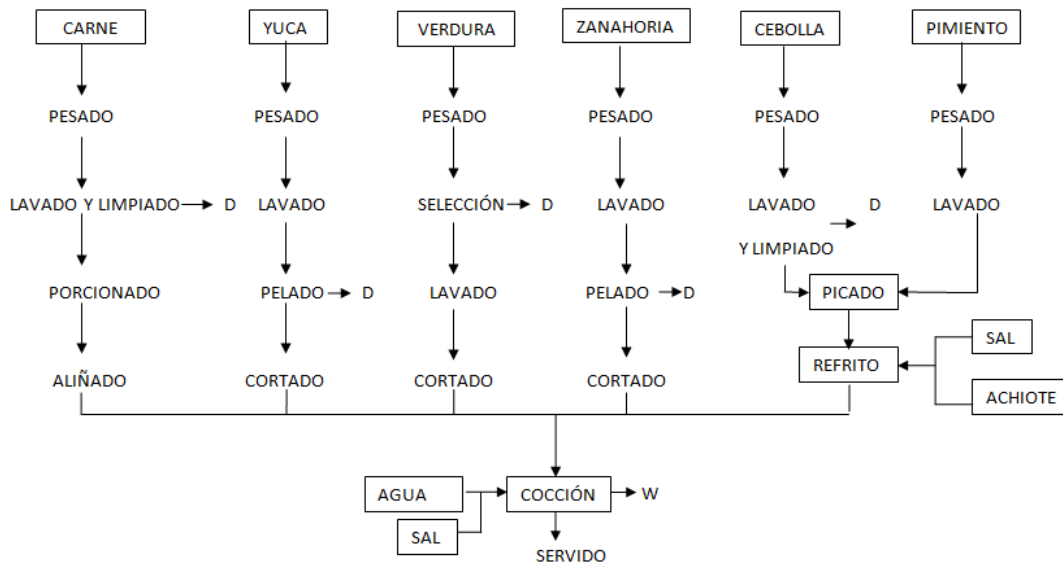 CARNE YUCA VERDURA ZANAHORIA CEBOLLA PIMIENTO
PESADO PESADO PESADO PESADO PESADO PESADO
LAVADO Y LIMPIADO D LAVADO SELECCIÓN D LAVADO LAVADO D LAVADO
Y LIMPIADO
PORCIONADO PELADO D LAVADO PELADO D PICADO
SAL
REFRITO
ALIÑADO CORTADO CORTADO CORTADO
ACHIOTE
AGUA COCCIÓN W
SAL
SERVIDO